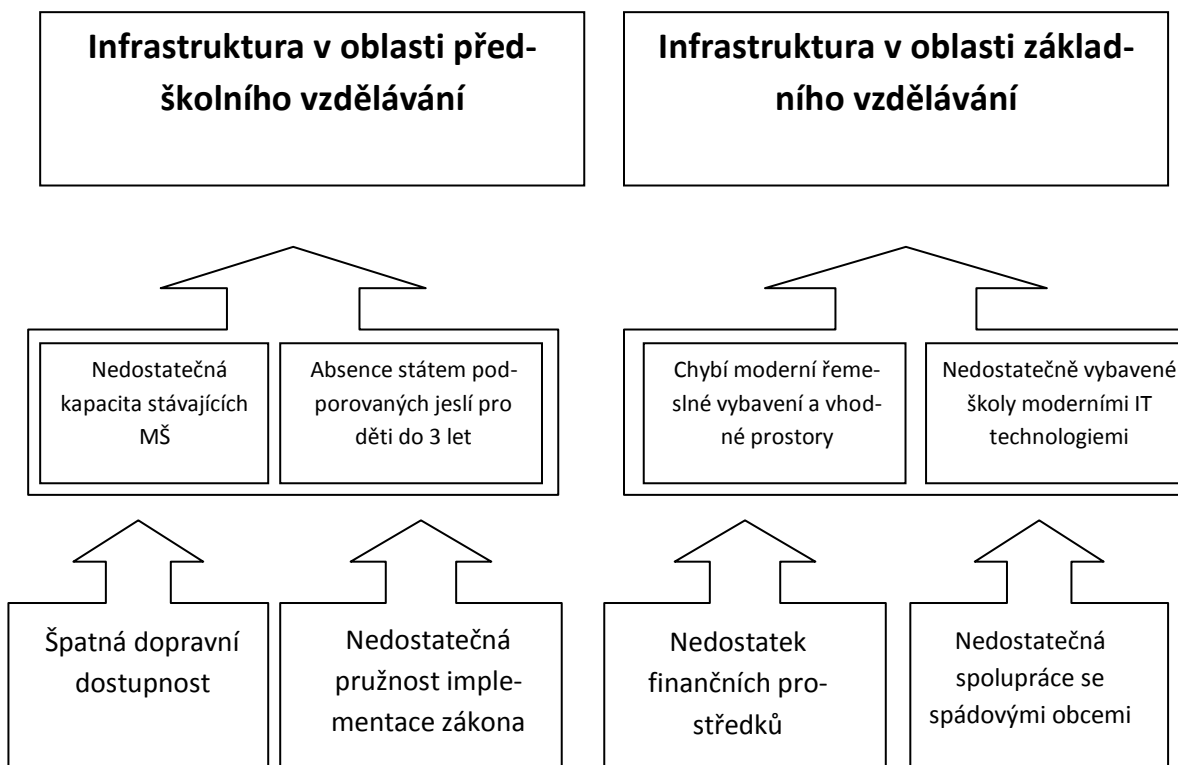 Infrastruktura v oblasti před-
školního vzdělávání
Infrastruktura v oblasti základ-
ního vzdělávání
Nedostatečná
kapacita stávajících
MŠ
Absence státem pod-
porovaných jeslí pro
děti do 3 let
Chybí moderní řeme-
slné vybavení a vhod-
né prostory
Nedostatečně vybavené
školy moderními IT
technologiemi
Špatná dopravní
dostupnost
Nedostatečná
pružnost imple-
mentace zákona
Nedostatek
finančních pro-
středků
Nedostatečná
spolupráce se
spádovými obcemi